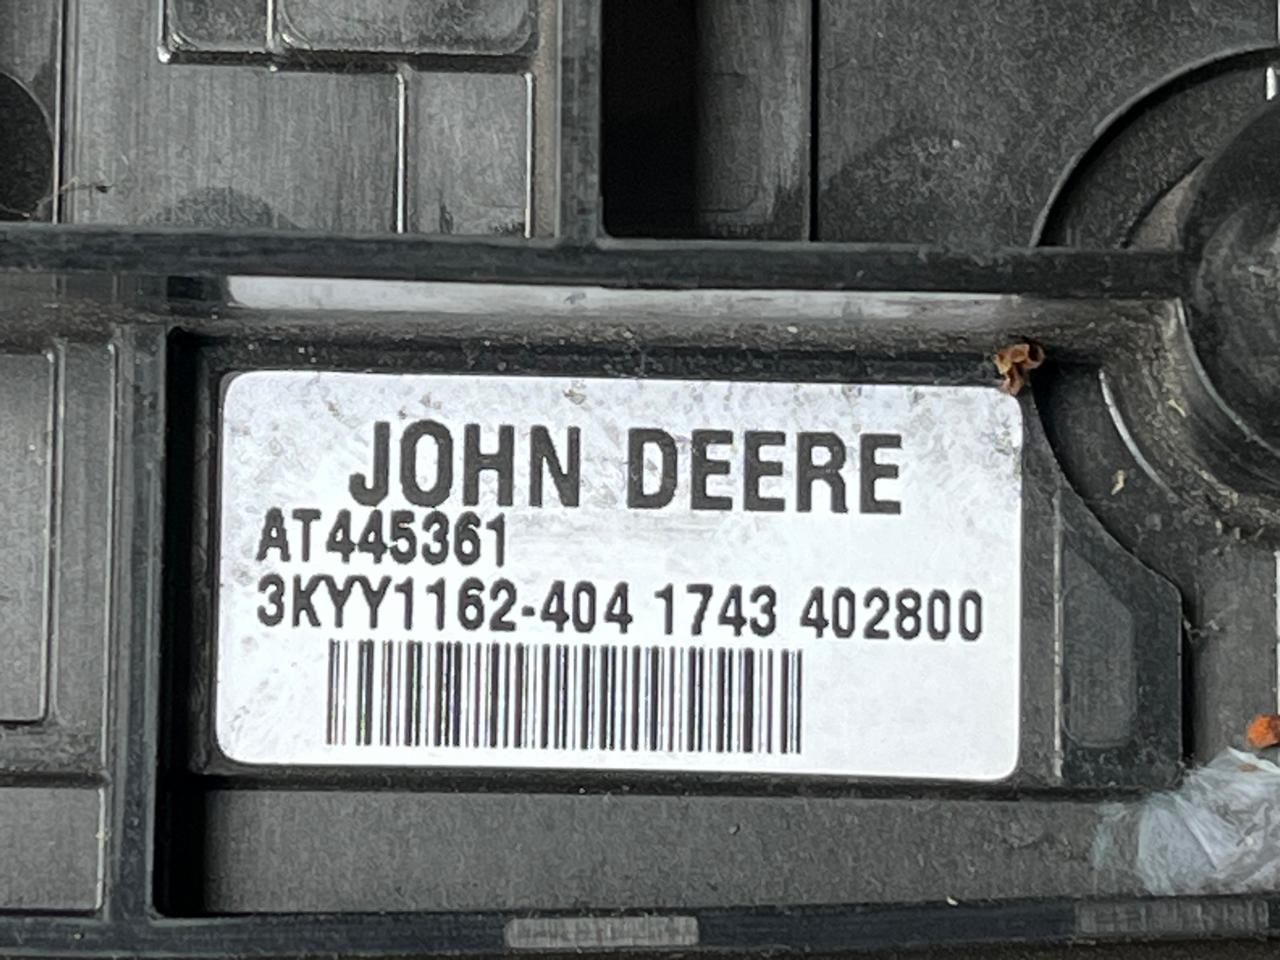 JOHN DEERE
AT445361
3KYY1162-404 1743 402800